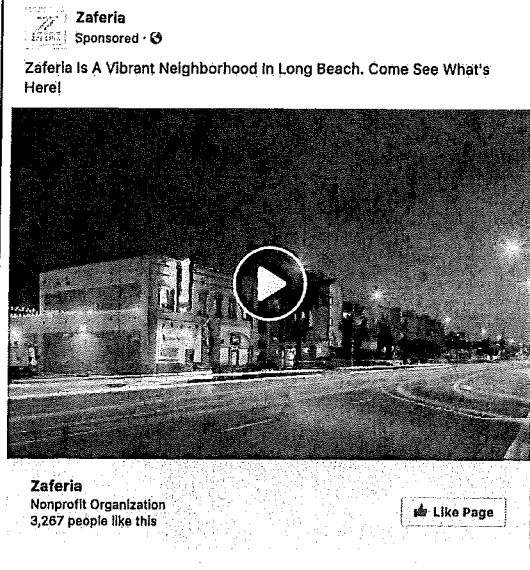 Zaferia
Sponsored ·
Zaferia Is A Vibrant Neighborhood In Long Beach. Come See What's
Here!
Zaferia
Nonprofit Organization
3,267 people like this
Like Page